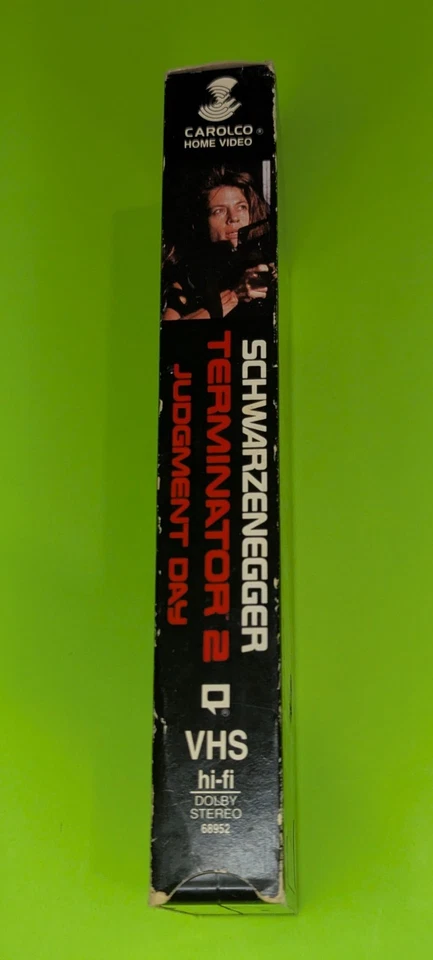 CAROLCO ®
HOME VIDEO
SCHWARZENEGGER
TERMINATOR 2
JUDGMENT DAY
®
VHS
hi-fi
DOLBY
STEREO
68952